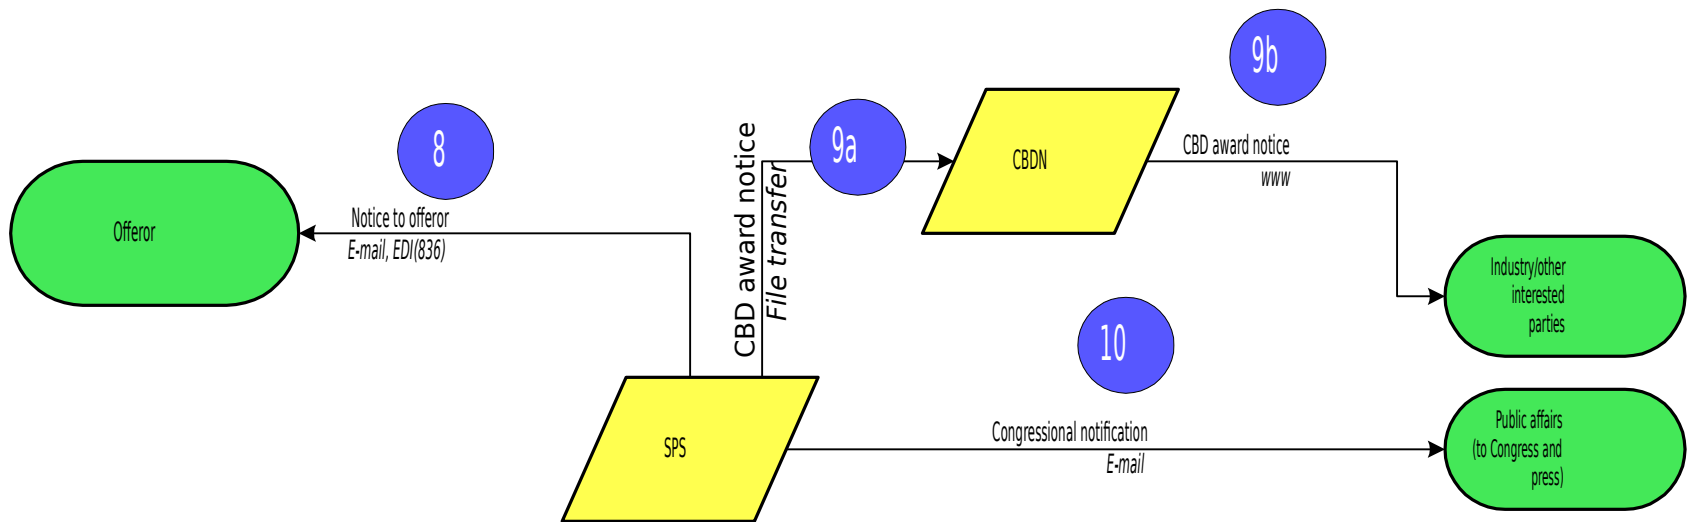 9b
8
9a
CBD award notice
File transfer
CBDN
CBD award notice
www
Offeror
Notice to offeror
E-mail, EDI(836)
Industry/other
interested
parties
10
SPS
Congressional notification
E-mail
Public affairs
(to Congress and
press)